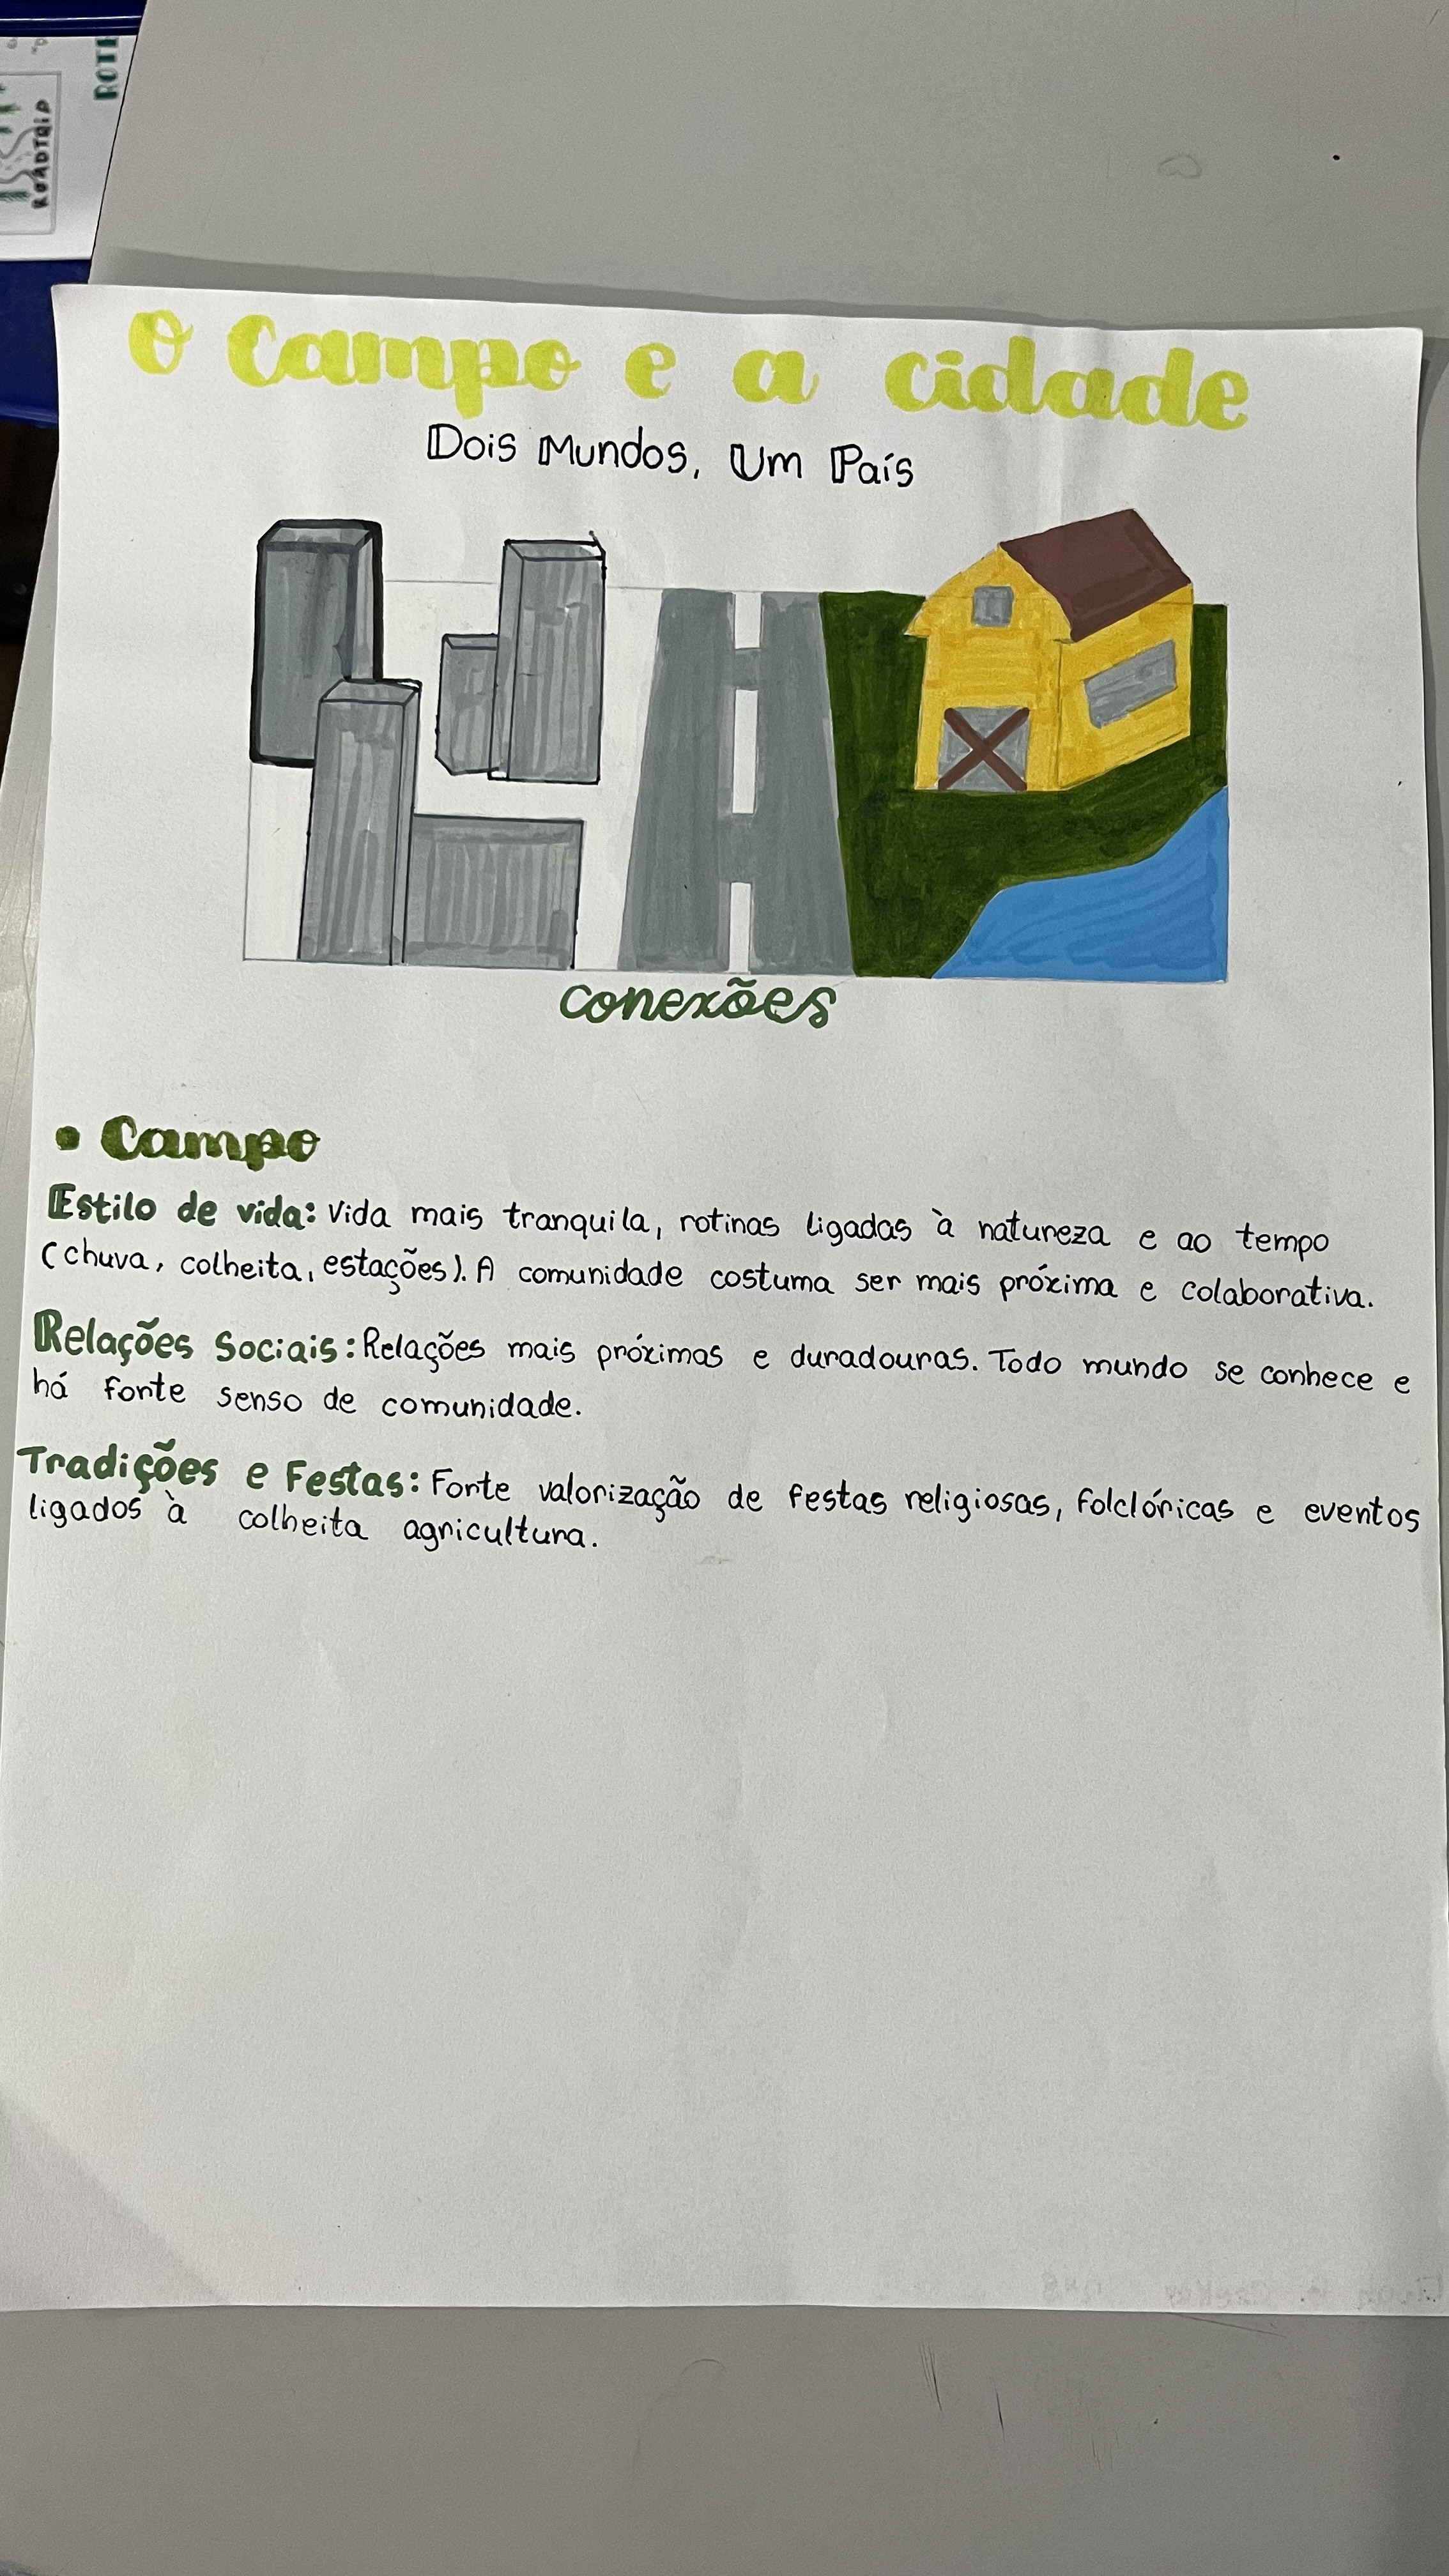 ROADTRIP
O Campo e a cidade
Dois Mundos, Um País
conexões
• Campo
Estilo de vida: Vida mais tranquila, rotinas ligadas à natureza e ao tempo
(chuva, colheita, estações). A comunidade costuma ser mais próxima e colaborativa.
Relações Sociais: Relações mais próximas e duradouras. Todo mundo se conhece e
há forte senso de comunidade.
Tradições e Festas: Forte valorização de festas religiosas, folclóricas e eventos
ligados à colheita agricultura.